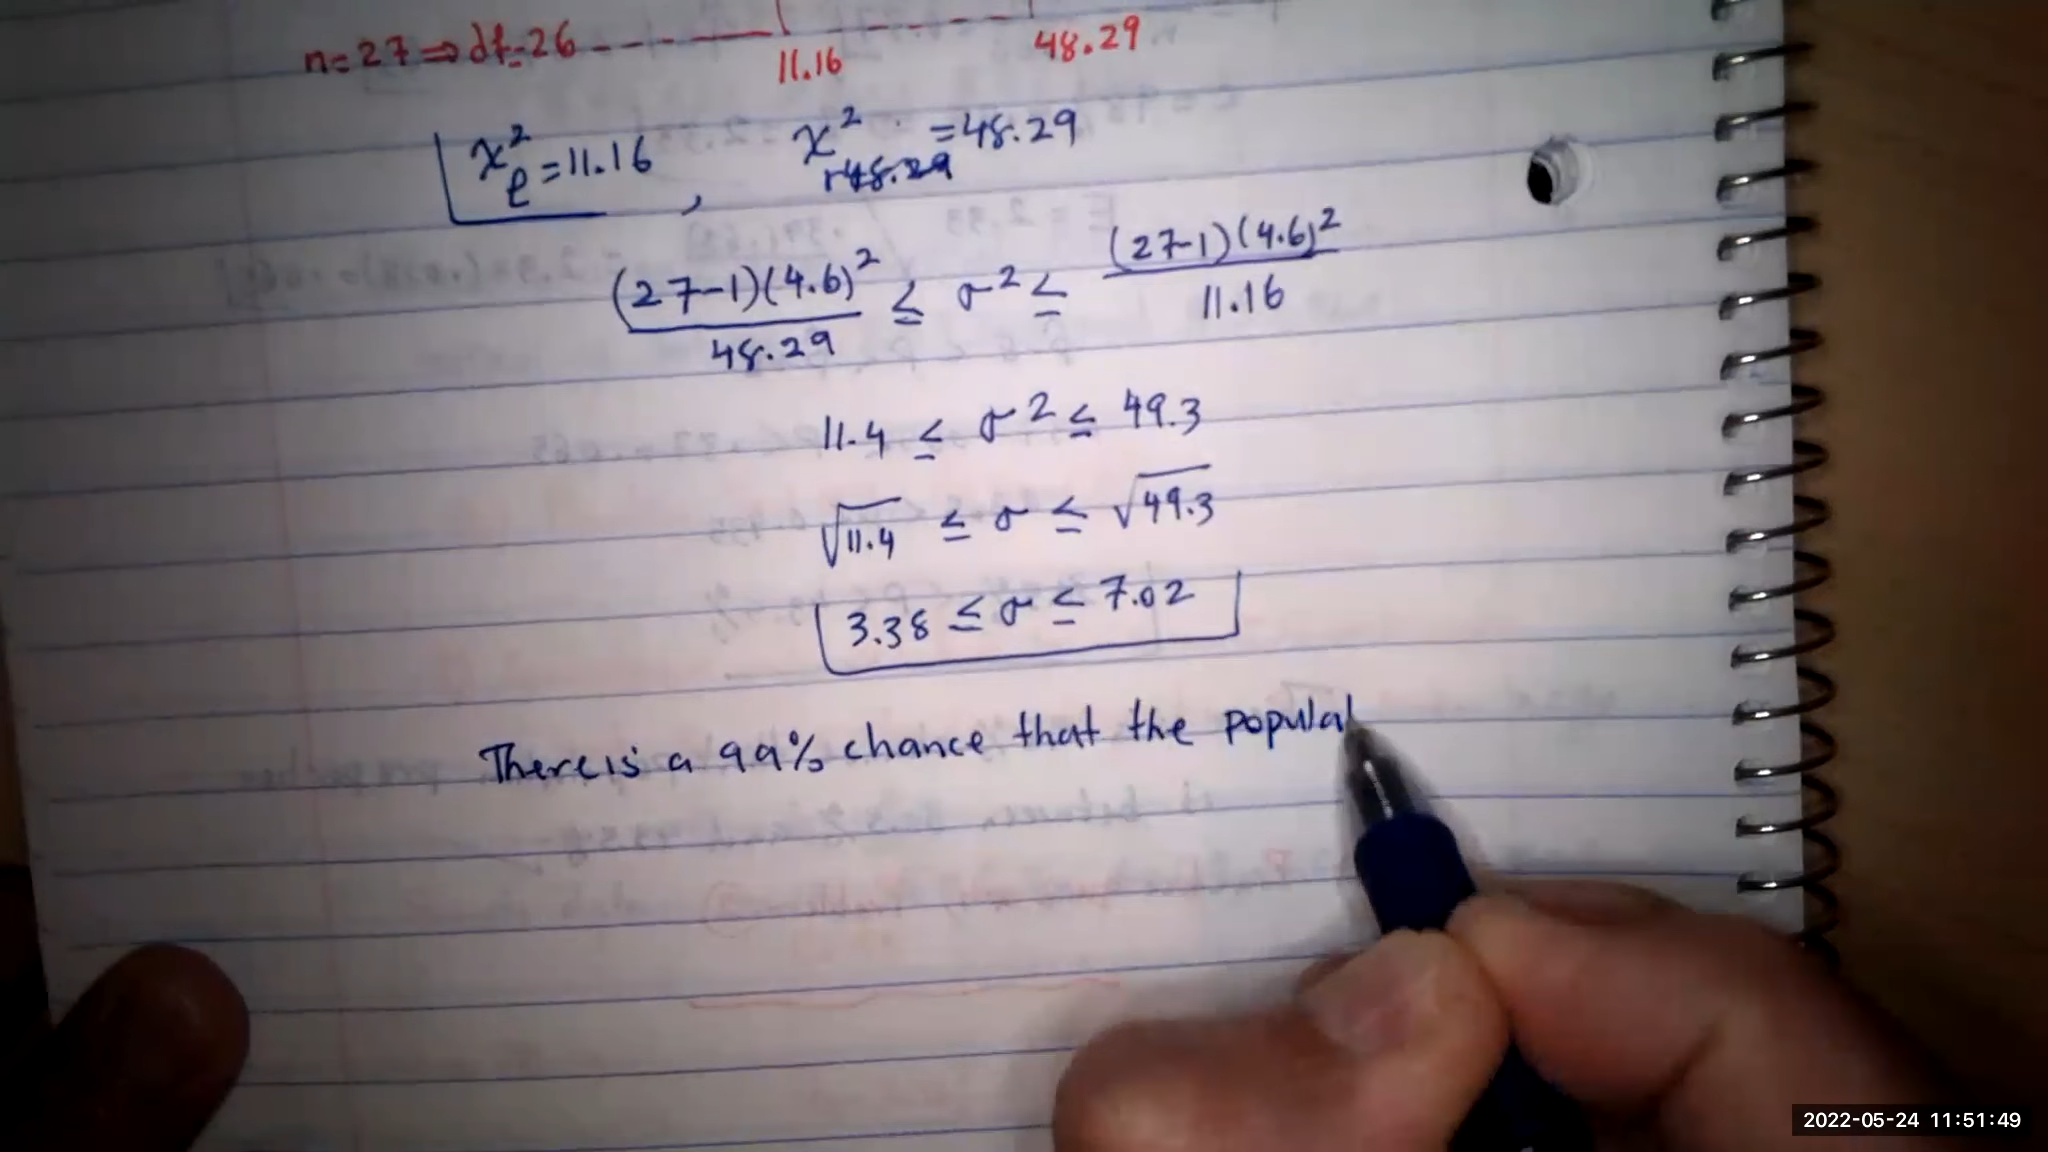 n=27 ⇒ df=26 11.16 48.29
χ²ₗ=11.16 , χ²ᵣ =48.29
(27-1)(4.6)²/48.29 ≤ σ² ≤ (27-1)(4.6)²/11.16
11.4 ≤ σ² ≤ 49.3
√11.4 ≤ σ ≤ √49.3
3.38 ≤ σ ≤ 7.02
There is a 99% chance that the populat
2022-05-24 11:51:49